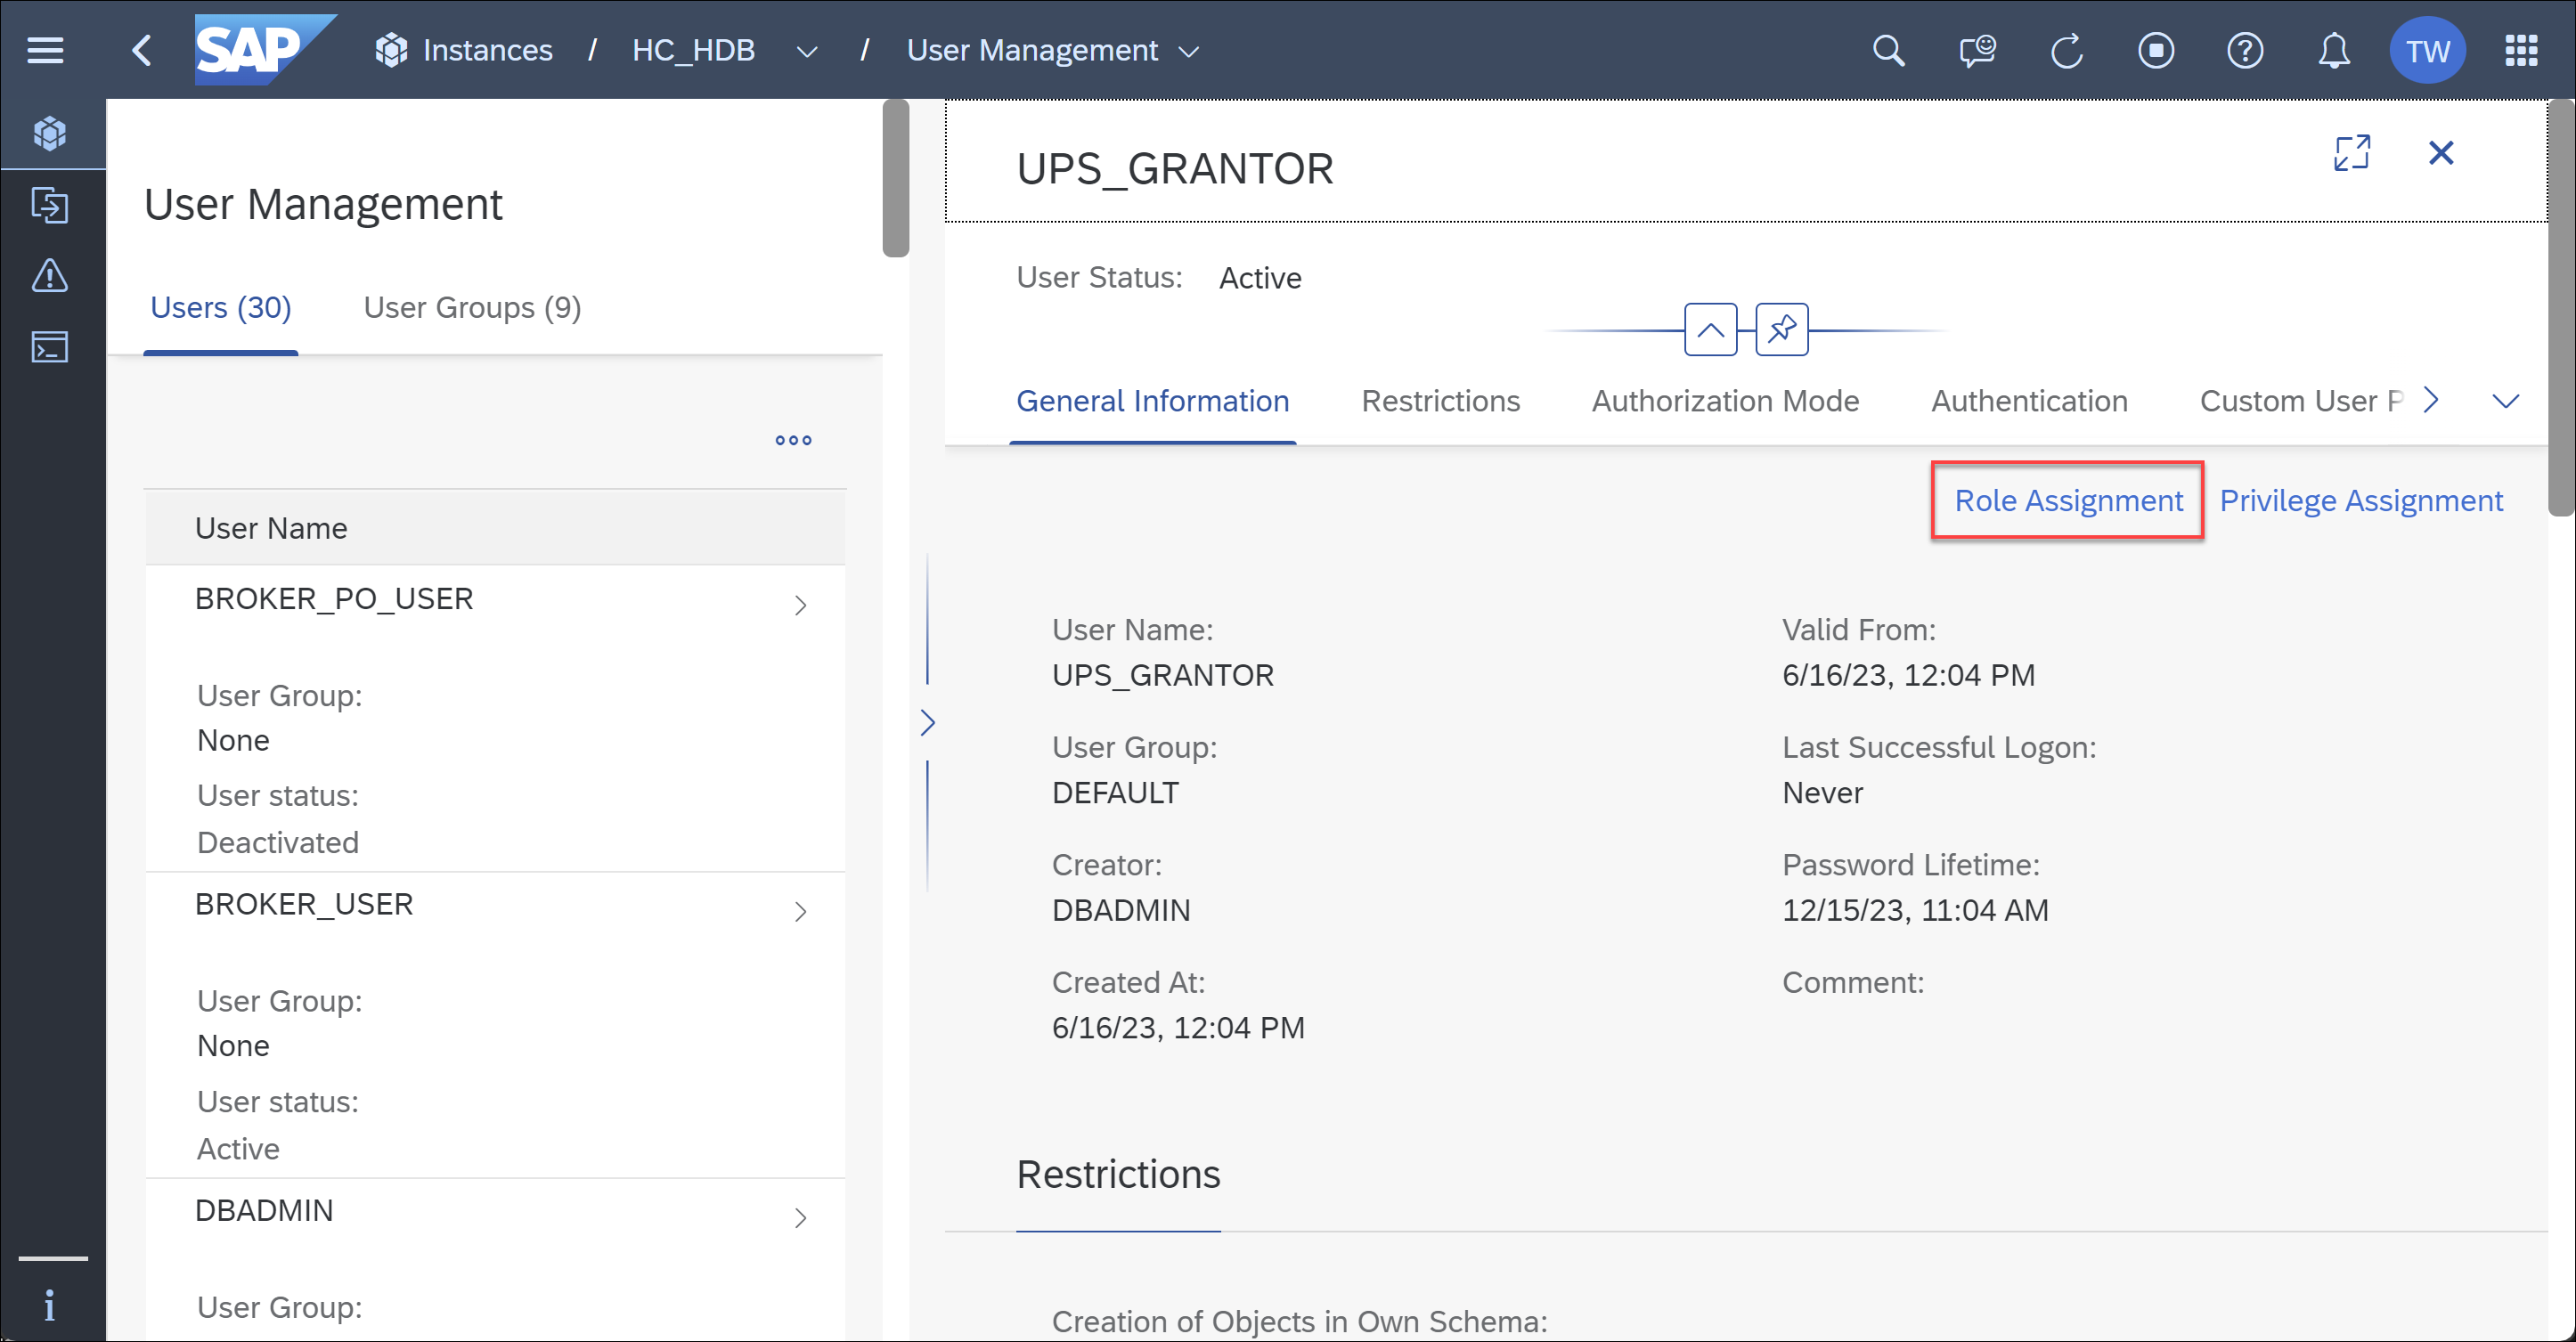 SAP Instances / HC_HDB / User Management TW
User Management
Users (30) User Groups (9)
User Name
BROKER_PO_USER
User Group:
None
User status:
Deactivated
BROKER_USER
User Group:
None
User status:
Active
DBADMIN
User Group:
UPS_GRANTOR
User Status: Active
General Information Restrictions Authorization Mode Authentication Custom User P
Role Assignment Privilege Assignment
User Name:
UPS_GRANTOR
User Group:
DEFAULT
Creator:
DBADMIN
Created At:
6/16/23, 12:04 PM
Valid From:
6/16/23, 12:04 PM
Last Successful Logon:
Never
Password Lifetime:
12/15/23, 11:04 AM
Comment:
Restrictions
Creation of Objects in Own Schema: